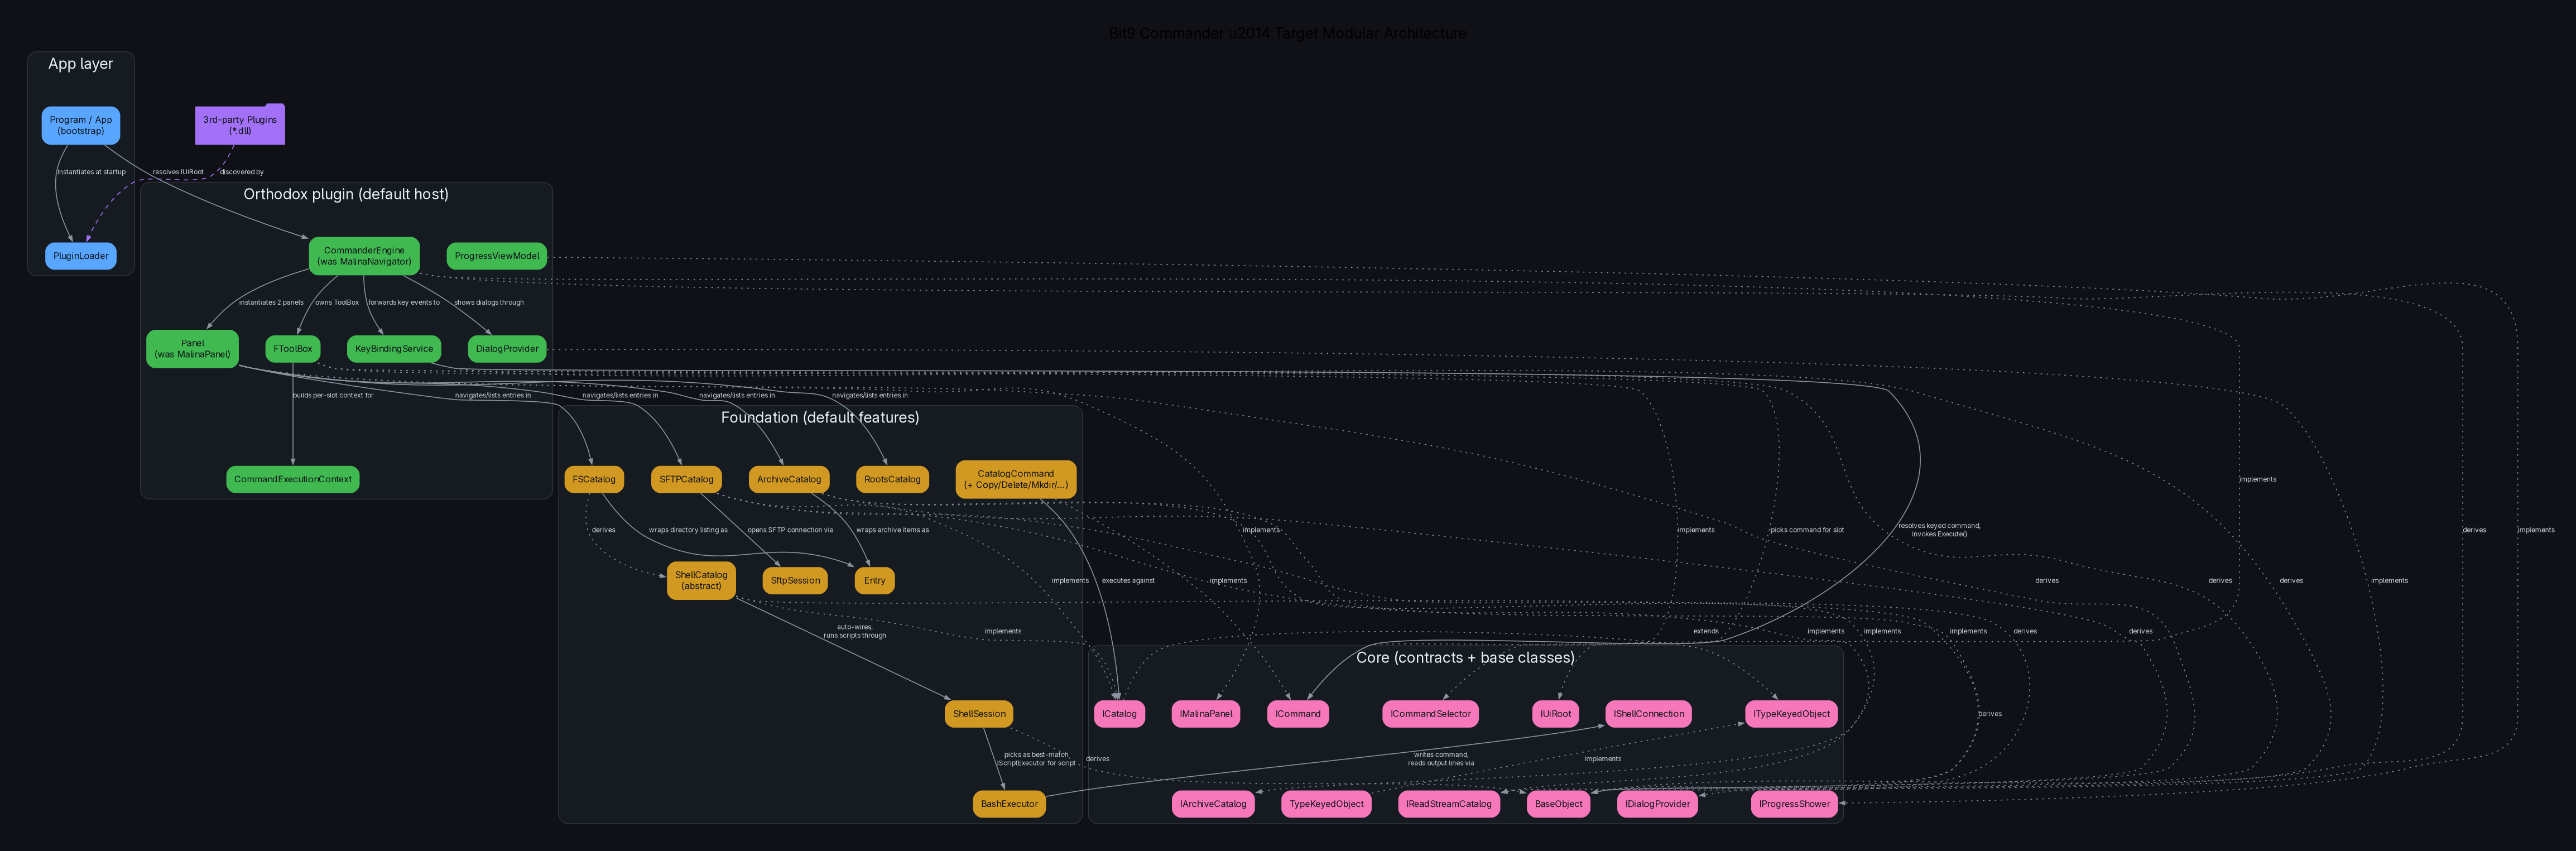 Bit9 Commander u2014 Target Modular Architecture
App layer
Program / App
(bootstrap)
3rd-party Plugins
(*.dll)
instantiates at startup
resolves IUiRoot
discovered by
PluginLoader
Orthodox plugin (default host)
CommanderEngine
(was MalinaNavigator)
ProgressViewModel
instantiates 2 panels
owns ToolBox
forwards key events to
shows dialogs through
Panel
(was MalinaPanel)
FToolBox
KeyBindingService
DialogProvider
builds per-slot context for
navigates/lists entries in
navigates/lists entries in
navigates/lists entries in
navigates/lists entries in
CommandExecutionContext
Foundation (default features)
FSCatalog
SFTPCatalog
ArchiveCatalog
RootsCatalog
CatalogCommand
(+ Copy/Delete/Mkdir/...)
implements
derives
wraps directory listing as
opens SFTP connection via
wraps archive items as
implements
implements
picks command for slot
resolves keyed command,
invokes Execute()
derives
implements
ShellCatalog
(abstract)
SftpSession
Entry
implements
executes against
implements
derives
derives
derives
implements
auto-wires,
runs scripts through
implements
extends
implements
implements
implements
derives
derives
Core (contracts + base classes)
ShellSession
ICatalog
IMalinaPanel
ICommand
ICommandSelector
IUiRoot
IShellConnection
ITypeKeyedObject
derives
picks as best-match
IScriptExecutor for script
derives
writes command,
reads output lines via
implements
BashExecutor
IArchiveCatalog
TypeKeyedObject
IReadStreamCatalog
BaseObject
IDialogProvider
IProgressShower